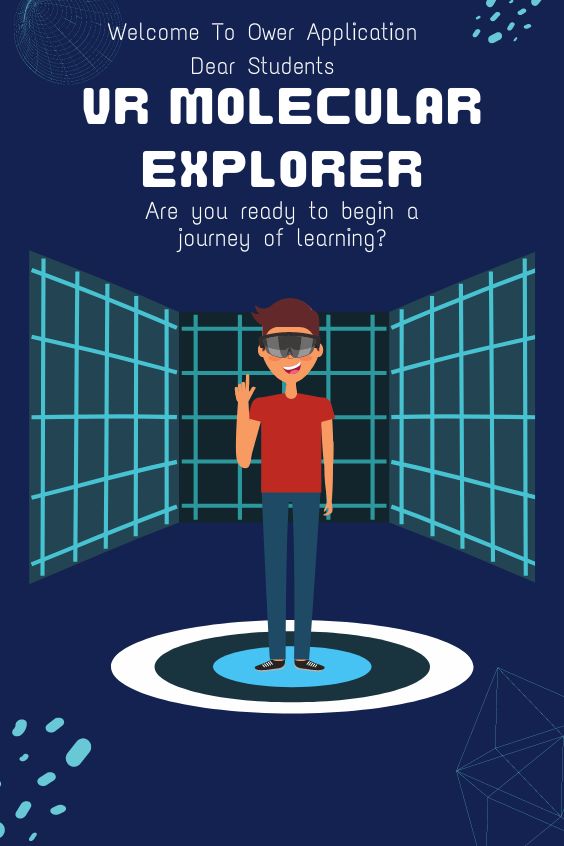 Welcome To Ower Application
Dear Students
VR MOLECULAR
EXPLORER
Are you ready to begin a
journey of learning?